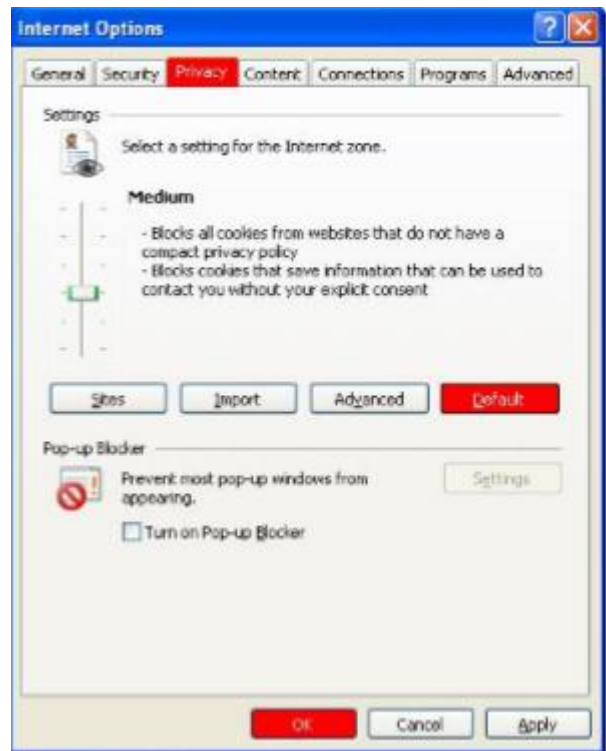 Internet Options
General Security Privacy Content Connections Programs Advanced
Settings
Select a setting for the Internet zone.
Medium
- Blocks all cookies from websites that do not have a
compact privacy policy
- Blocks cookies that save information that can be used to
contact you without your explicit consent
Sites Import Advanced Default
Pop-up Blocker
Prevent most pop-up windows from
appearing.
Settings
Turn on Pop-up Blocker
OK Cancel Apply